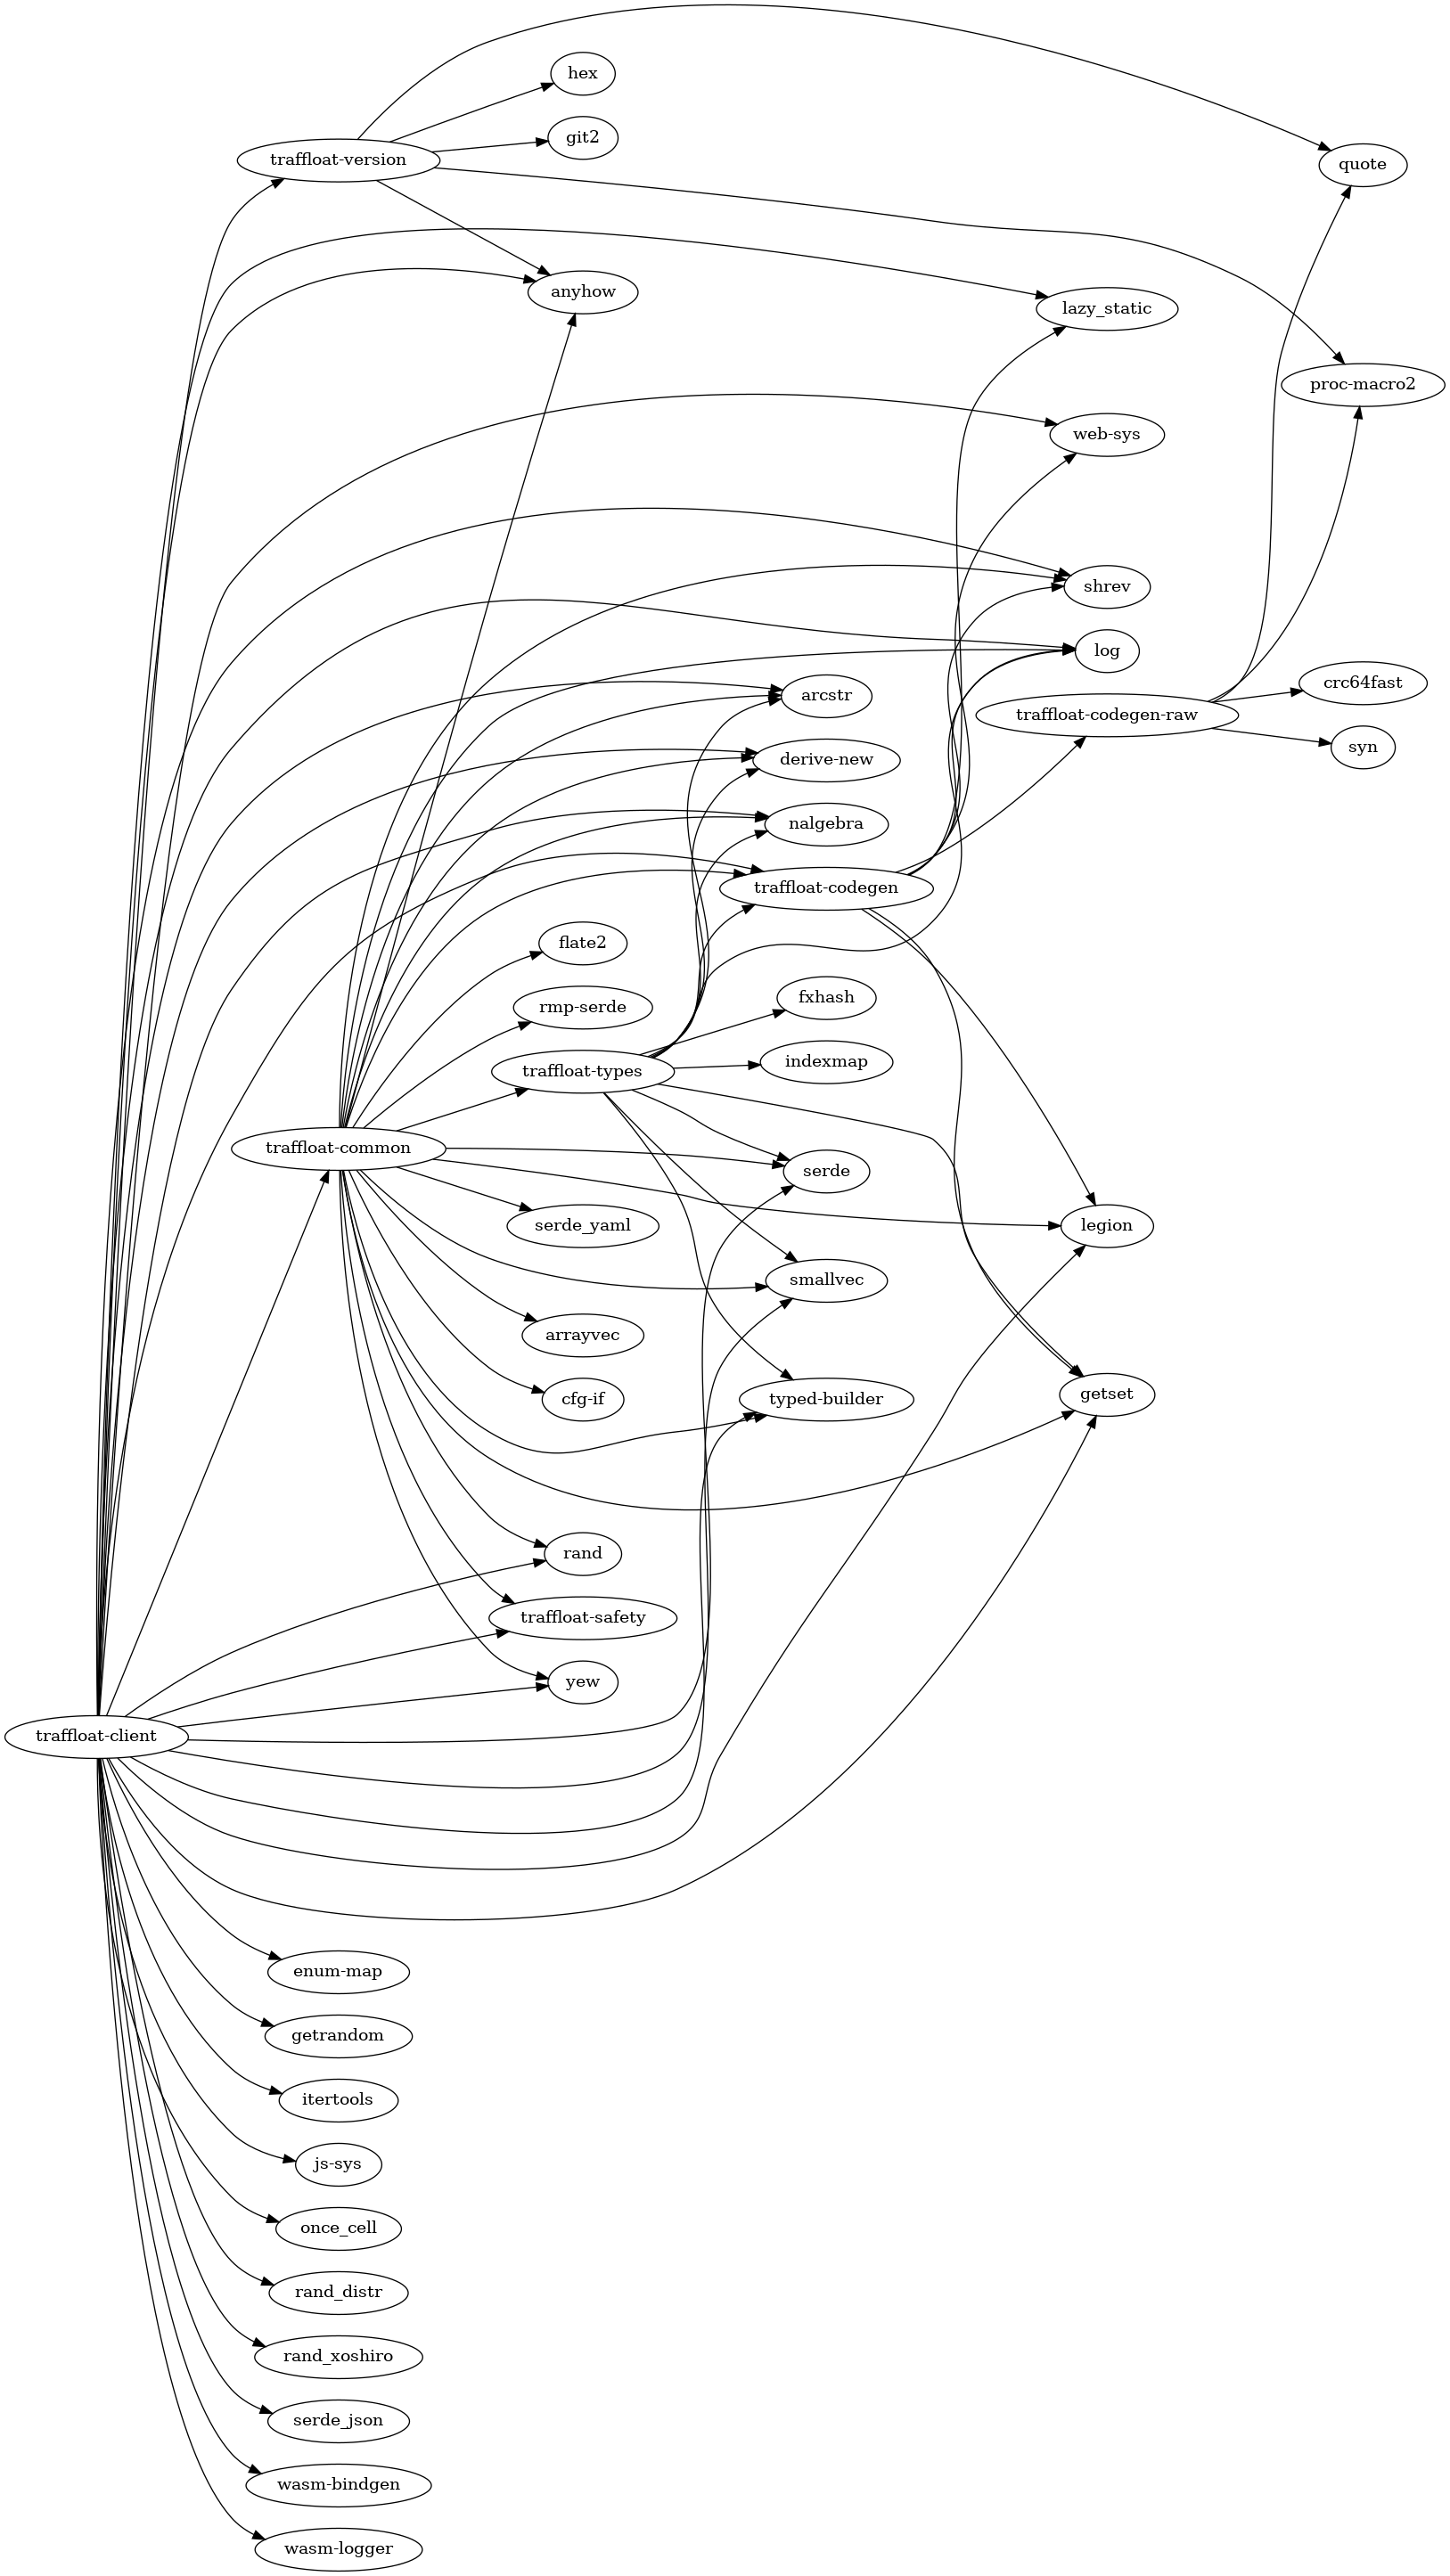 hex
git2
traffloat-version
quote
anyhow
lazy_static
proc-macro2
web-sys
shrev
log
crc64fast
arcstr
traffloat-codegen-raw
syn
derive-new
nalgebra
traffloat-codegen
flate2
fxhash
rmp-serde
indexmap
traffloat-types
traffloat-common
serde
serde_yaml
legion
smallvec
arrayvec
cfg-if
typed-builder
getset
rand
traffloat-safety
yew
traffloat-client
enum-map
getrandom
itertools
js-sys
once_cell
rand_distr
rand_xoshiro
serde_json
wasm-bindgen
wasm-logger